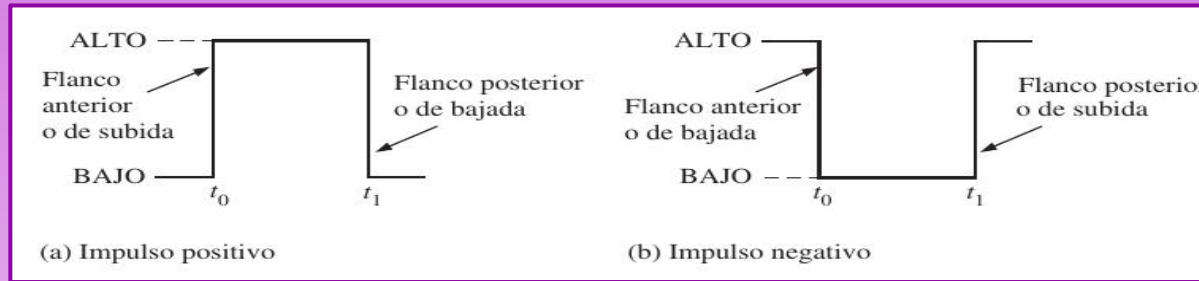 ALTO
Flanco
anterior
o de subida
Flanco posterior
o de bajada
BAJO
t0
t1
(a) Impulso positivo
ALTO
Flanco anterior
o de bajada
Flanco posterior
o de subida
BAJO
t0
t1
(b) Impulso negativo